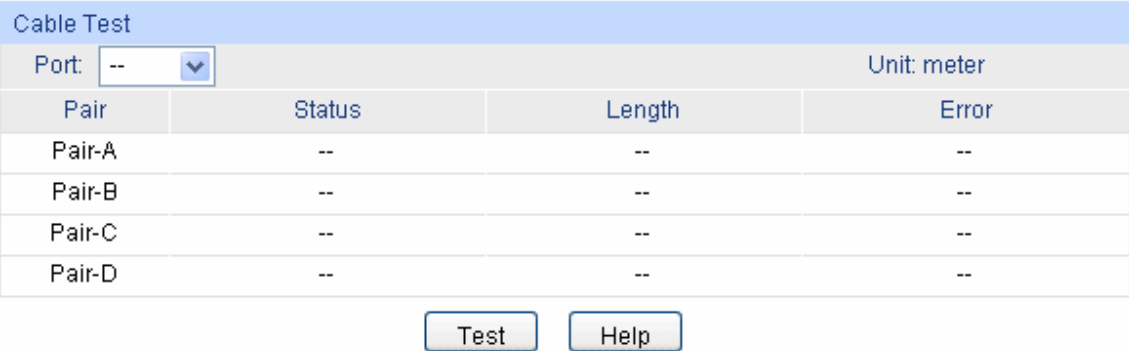 Cable Test
Port: -- Unit: meter
Pair Status Length Error
Pair-A -- -- --
Pair-B -- -- --
Pair-C -- -- --
Pair-D -- -- --
Test Help